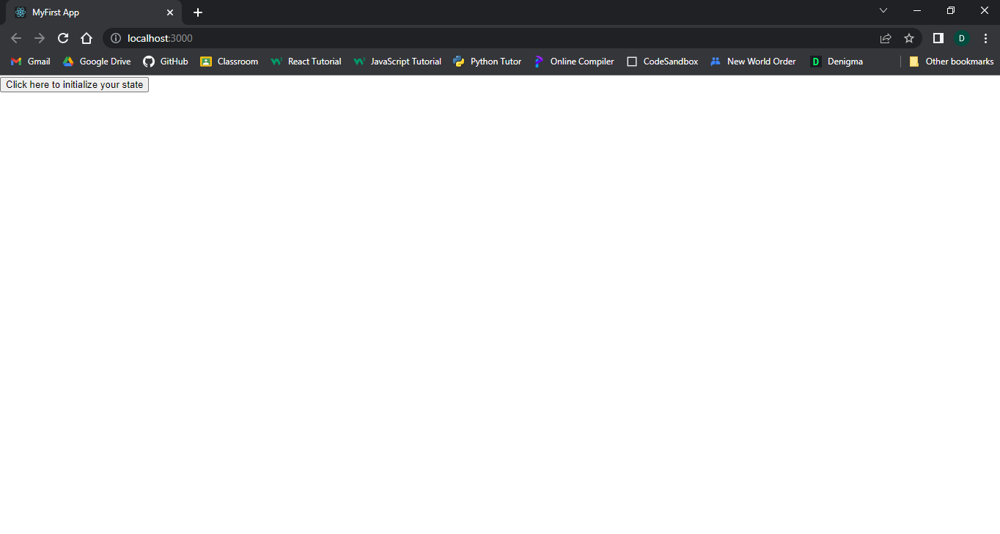 MyFirst App
localhost:3000
D
Gmail Google Drive GitHub Classroom React Tutorial JavaScript Tutorial Python Tutor Online Compiler CodeSandbox New World Order D Denigma Other bookmarks
Click here to initialize your state